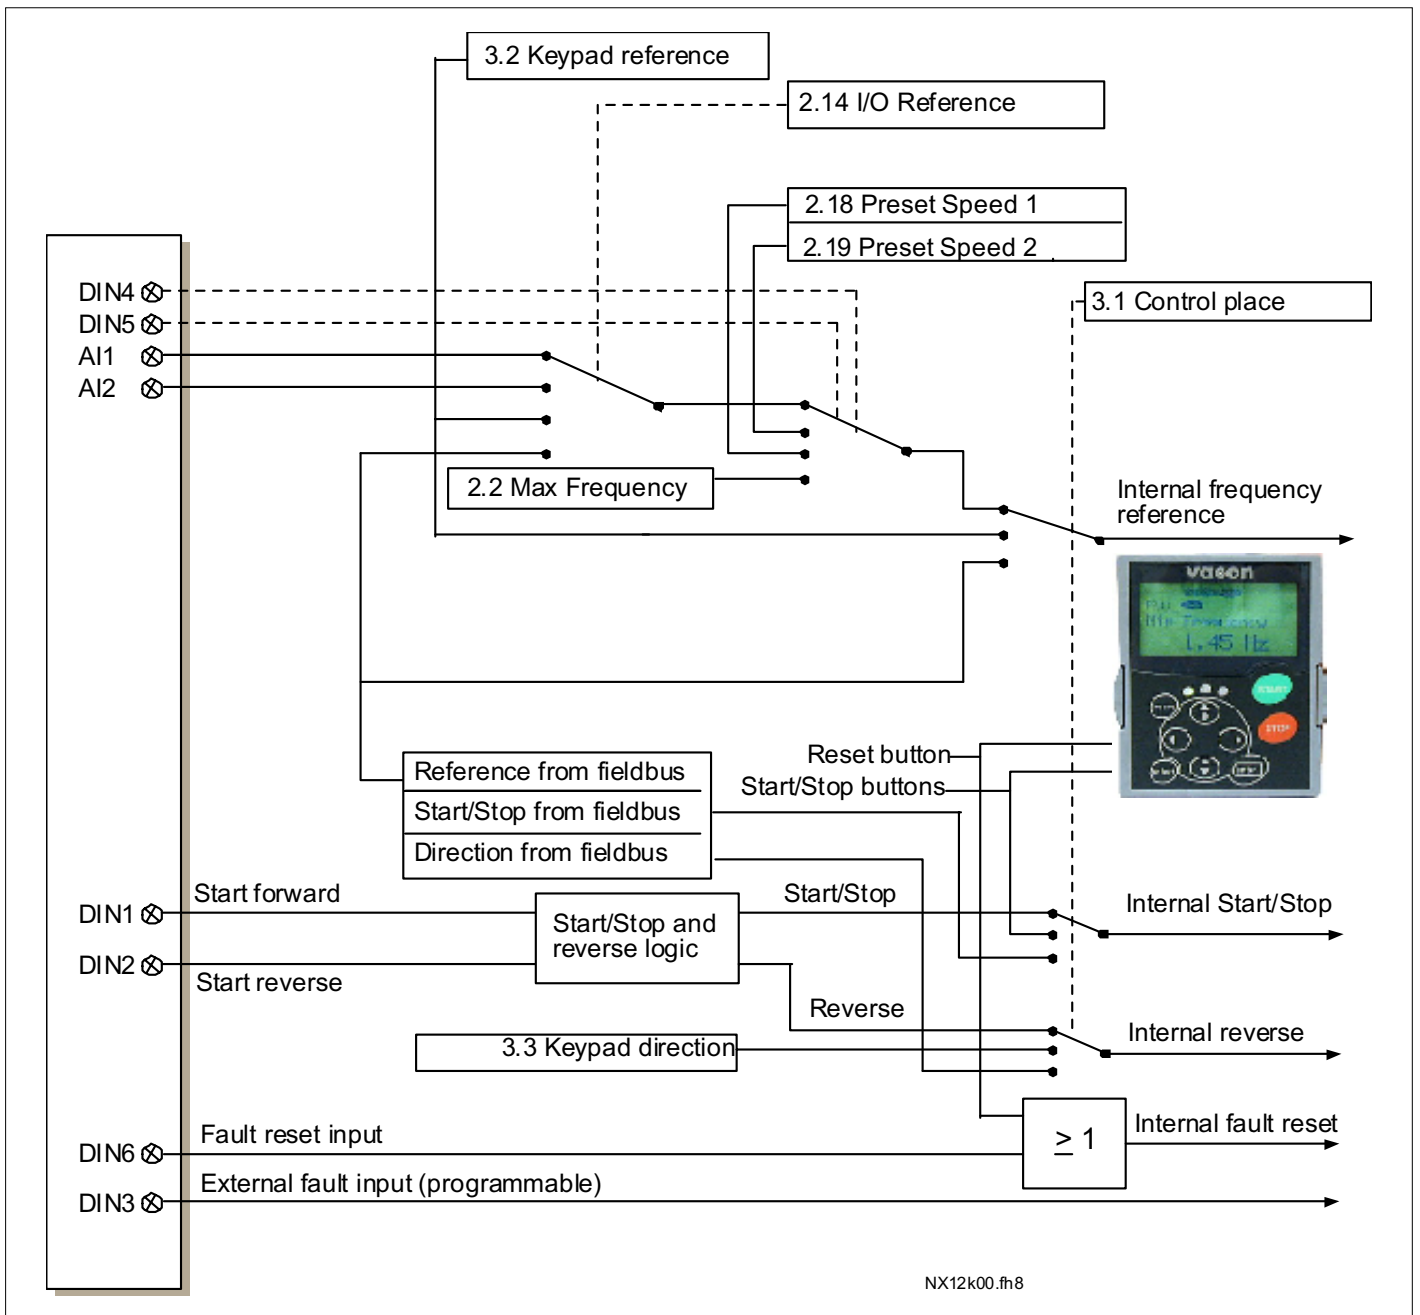 3.2 Keypad reference
2.14 I/O Reference
2.18 Preset Speed 1
2.19 Preset Speed 2
DIN4
3.1 Control place
DIN5
AI1
AI2
2.2 Max Frequency
Internal frequency
reference
vacon
1.45 Hz
START
STOP
Reset button
Reference from fieldbus
Start/Stop buttons
Start/Stop from fieldbus
Direction from fieldbus
Start forward
Start/Stop
Internal Start/Stop
DIN1
Start/Stop and
reverse logic
DIN2
Start reverse
Reverse
Internal reverse
3.3 Keypad direction
Fault reset input
Internal fault reset
≥ 1
DIN6
External fault input (programmable)
DIN3
NX12k00.fh8